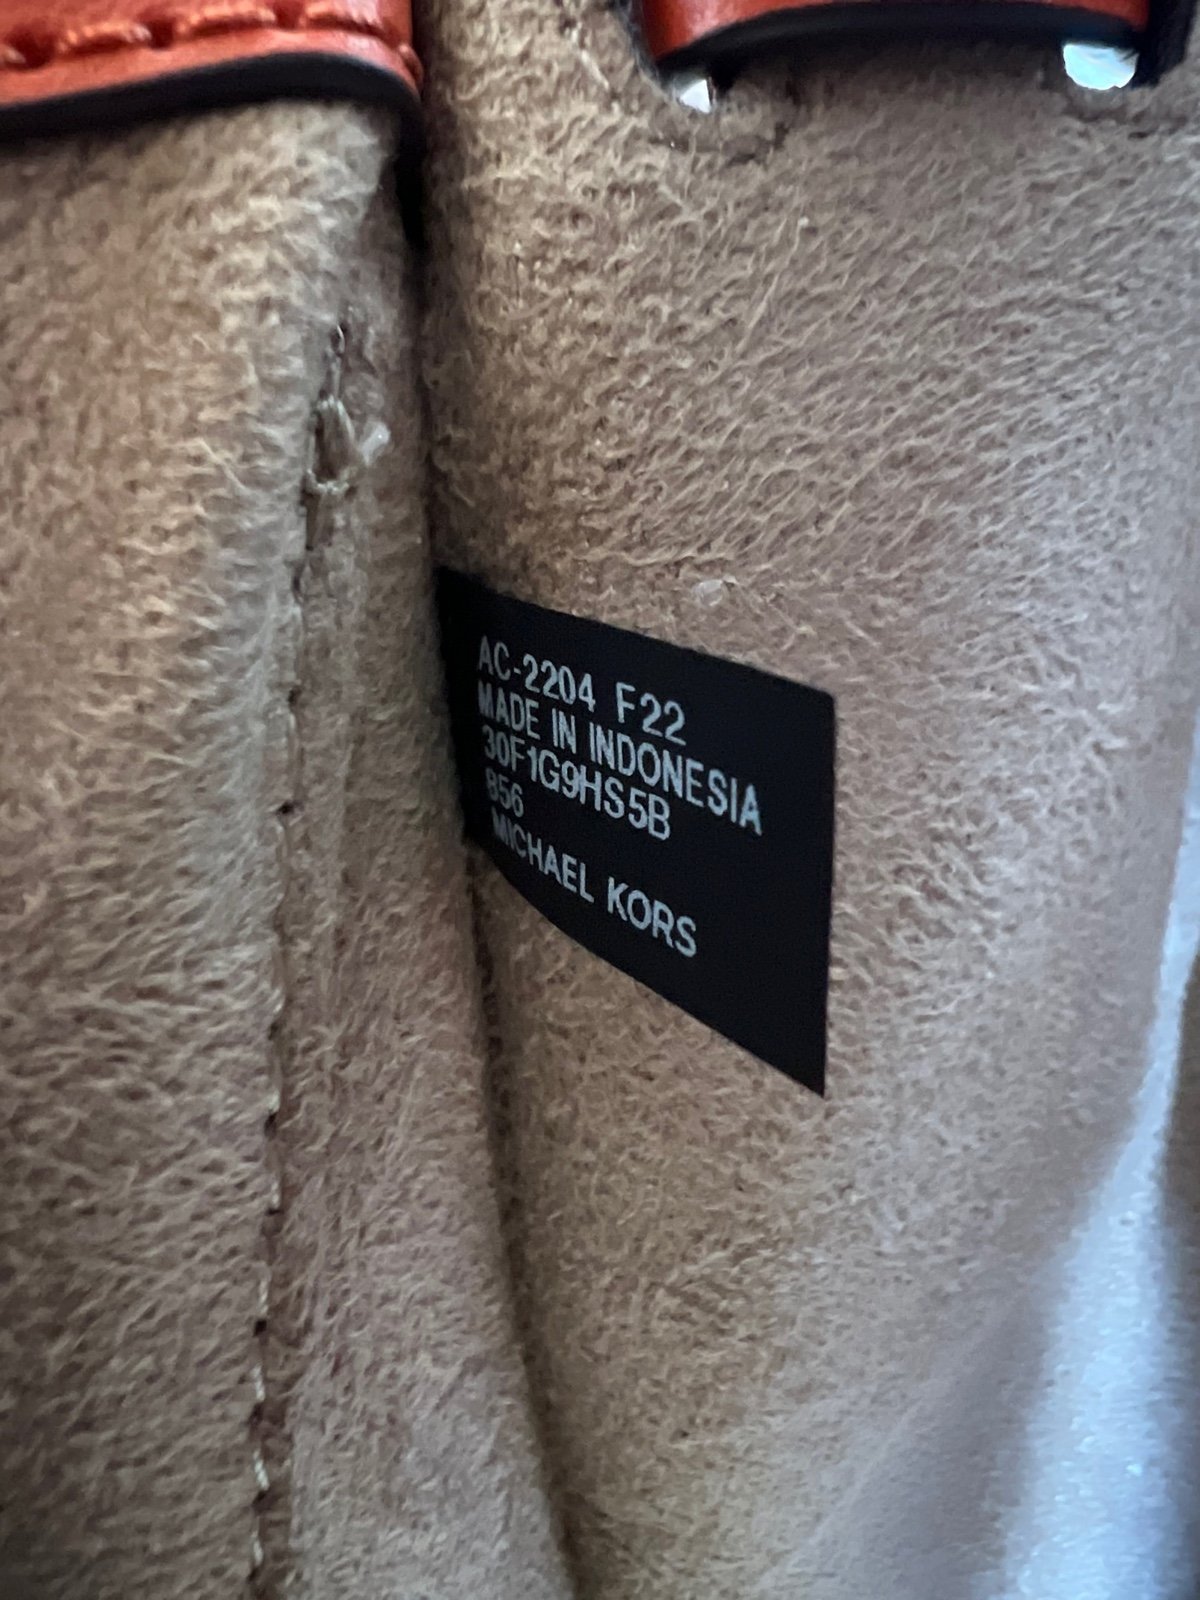 AC-2204 F22
MADE IN INDONESIA
30F1G9HS5B
856
MICHAEL KORS